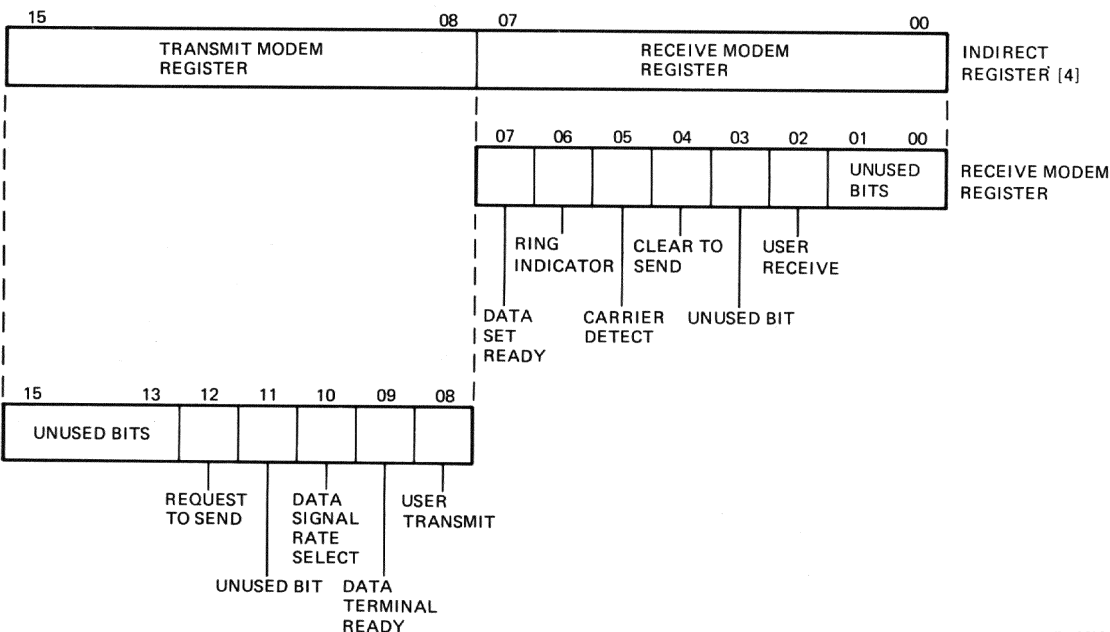 15 08 07 00
TRANSMIT MODEM
REGISTER
RECEIVE MODEM
REGISTER
INDIRECT
REGISTER [4]
07 06 05 04 03 02 01 00
UNUSED
BITS
RECEIVE MODEM
REGISTER
RING
INDICATOR
CLEAR TO
SEND
USER
RECEIVE
DATA
SET
READY
CARRIER
DETECT
UNUSED BIT
15 13 12 11 10 09 08
UNUSED BITS
REQUEST
TO SEND
DATA
SIGNAL
RATE
SELECT
USER
TRANSMIT
UNUSED BIT
DATA
TERMINAL
READY